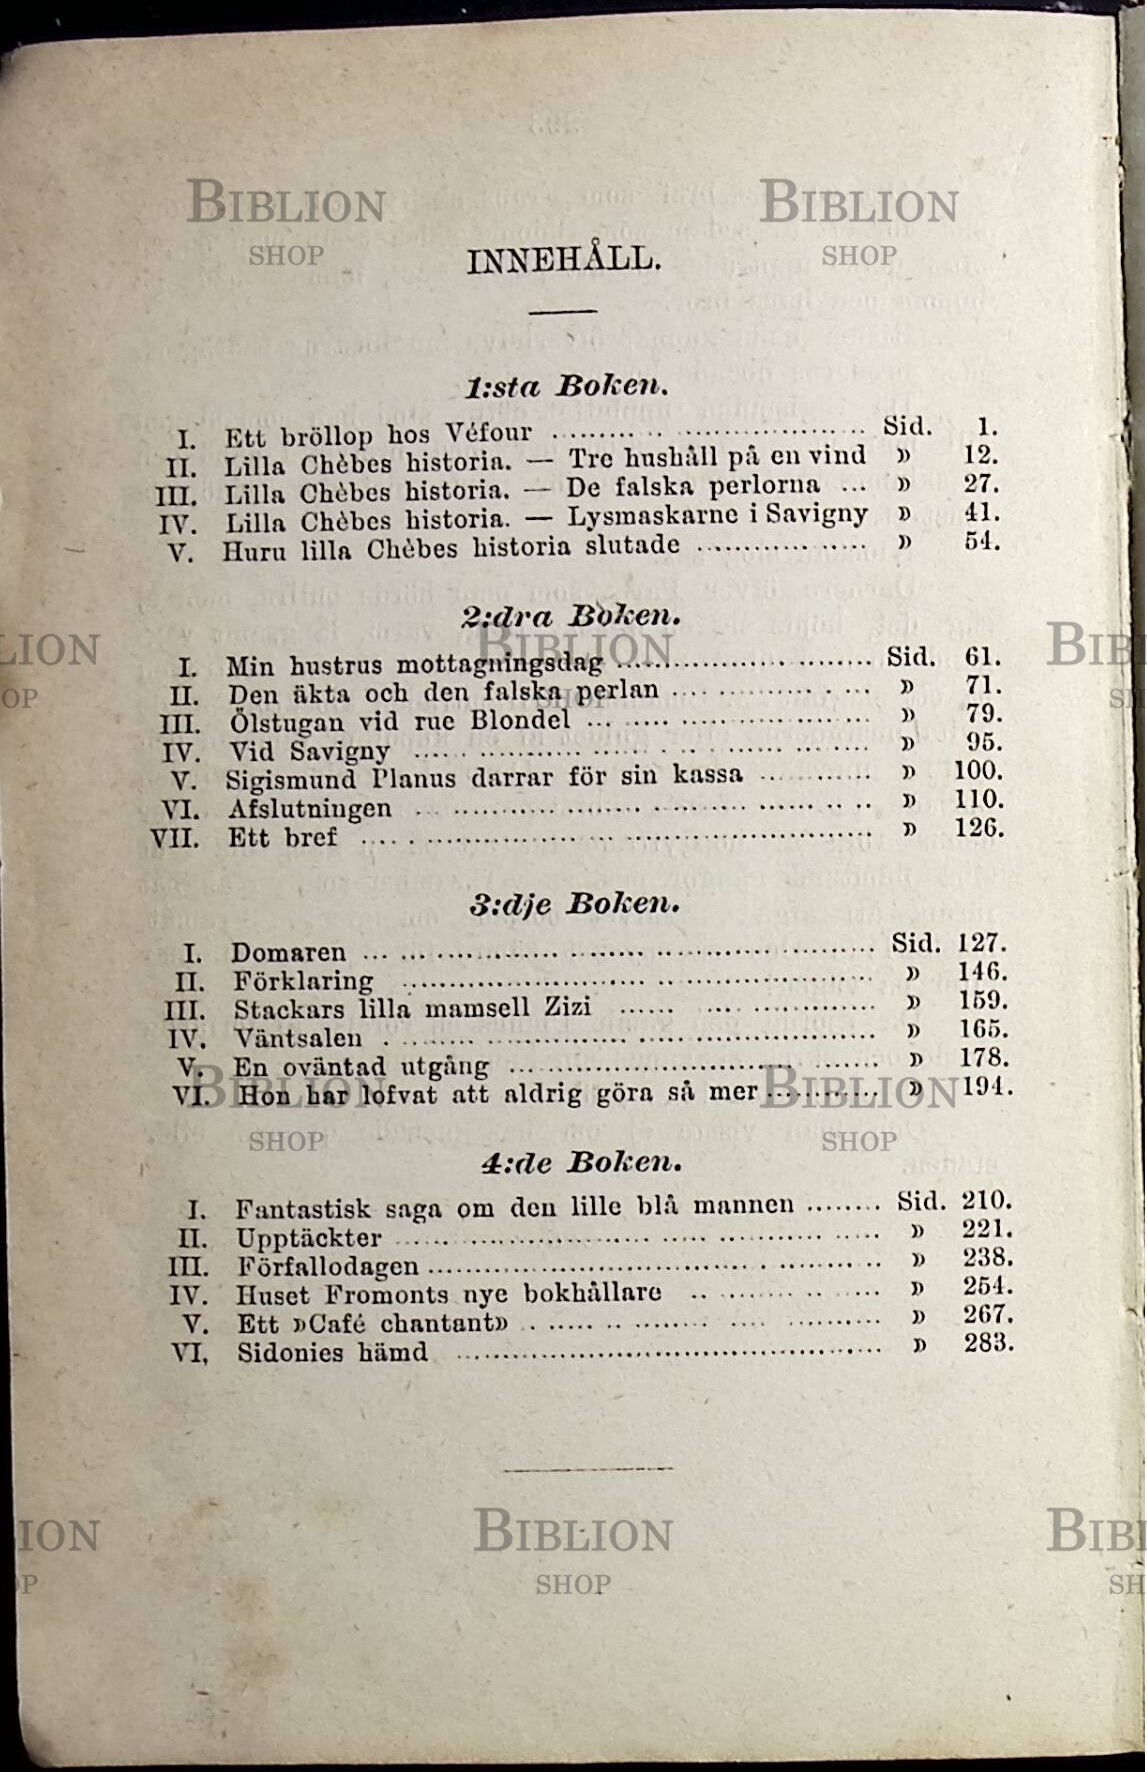 INNEHÅLL.
1:sta Boken.
I. Ett bröllop hos Véfour .......... Sid. 1.
II. Lilla Chèbes historia. — Tre hushåll på en vind » 12.
III. Lilla Chèbes historia. — De falska perlorna ... » 27.
IV. Lilla Chèbes historia. — Lysmaskarne i Savigny » 41.
V. Huru lilla Chèbes historia slutade .......... » 54.
2:dra Boken.
I. Min hustrus mottagningsdag .......... Sid. 61.
II. Den äkta och den falska perlan .......... » 71.
III. Ölstugan vid rue Blondel .......... » 79.
IV. Vid Savigny .......... » 95.
V. Sigismund Planus darrar för sin kassa .......... » 100.
VI. Afslutningen .......... » 110.
VII. Ett bref .......... » 126.
3:dje Boken.
I. Domaren .......... Sid. 127.
II. Förklaring .......... » 146.
III. Stackars lilla mamsell Zizi .......... » 159.
IV. Väntsalen .......... » 165.
V. En oväntad utgång .......... » 178.
VI. Hon har lofvat att aldrig göra så mer .......... » 194.
4:de Boken.
I. Fantastisk saga om den lille blå mannen ........ Sid. 210.
II. Upptäckter .......... » 221.
III. Förfallodagen .......... » 238.
IV. Huset Fromonts nye bokhållare .......... » 254.
V. Ett »Café chantant» .......... » 267.
VI, Sidonies hämd .......... » 283.
BIBLION
SHOP